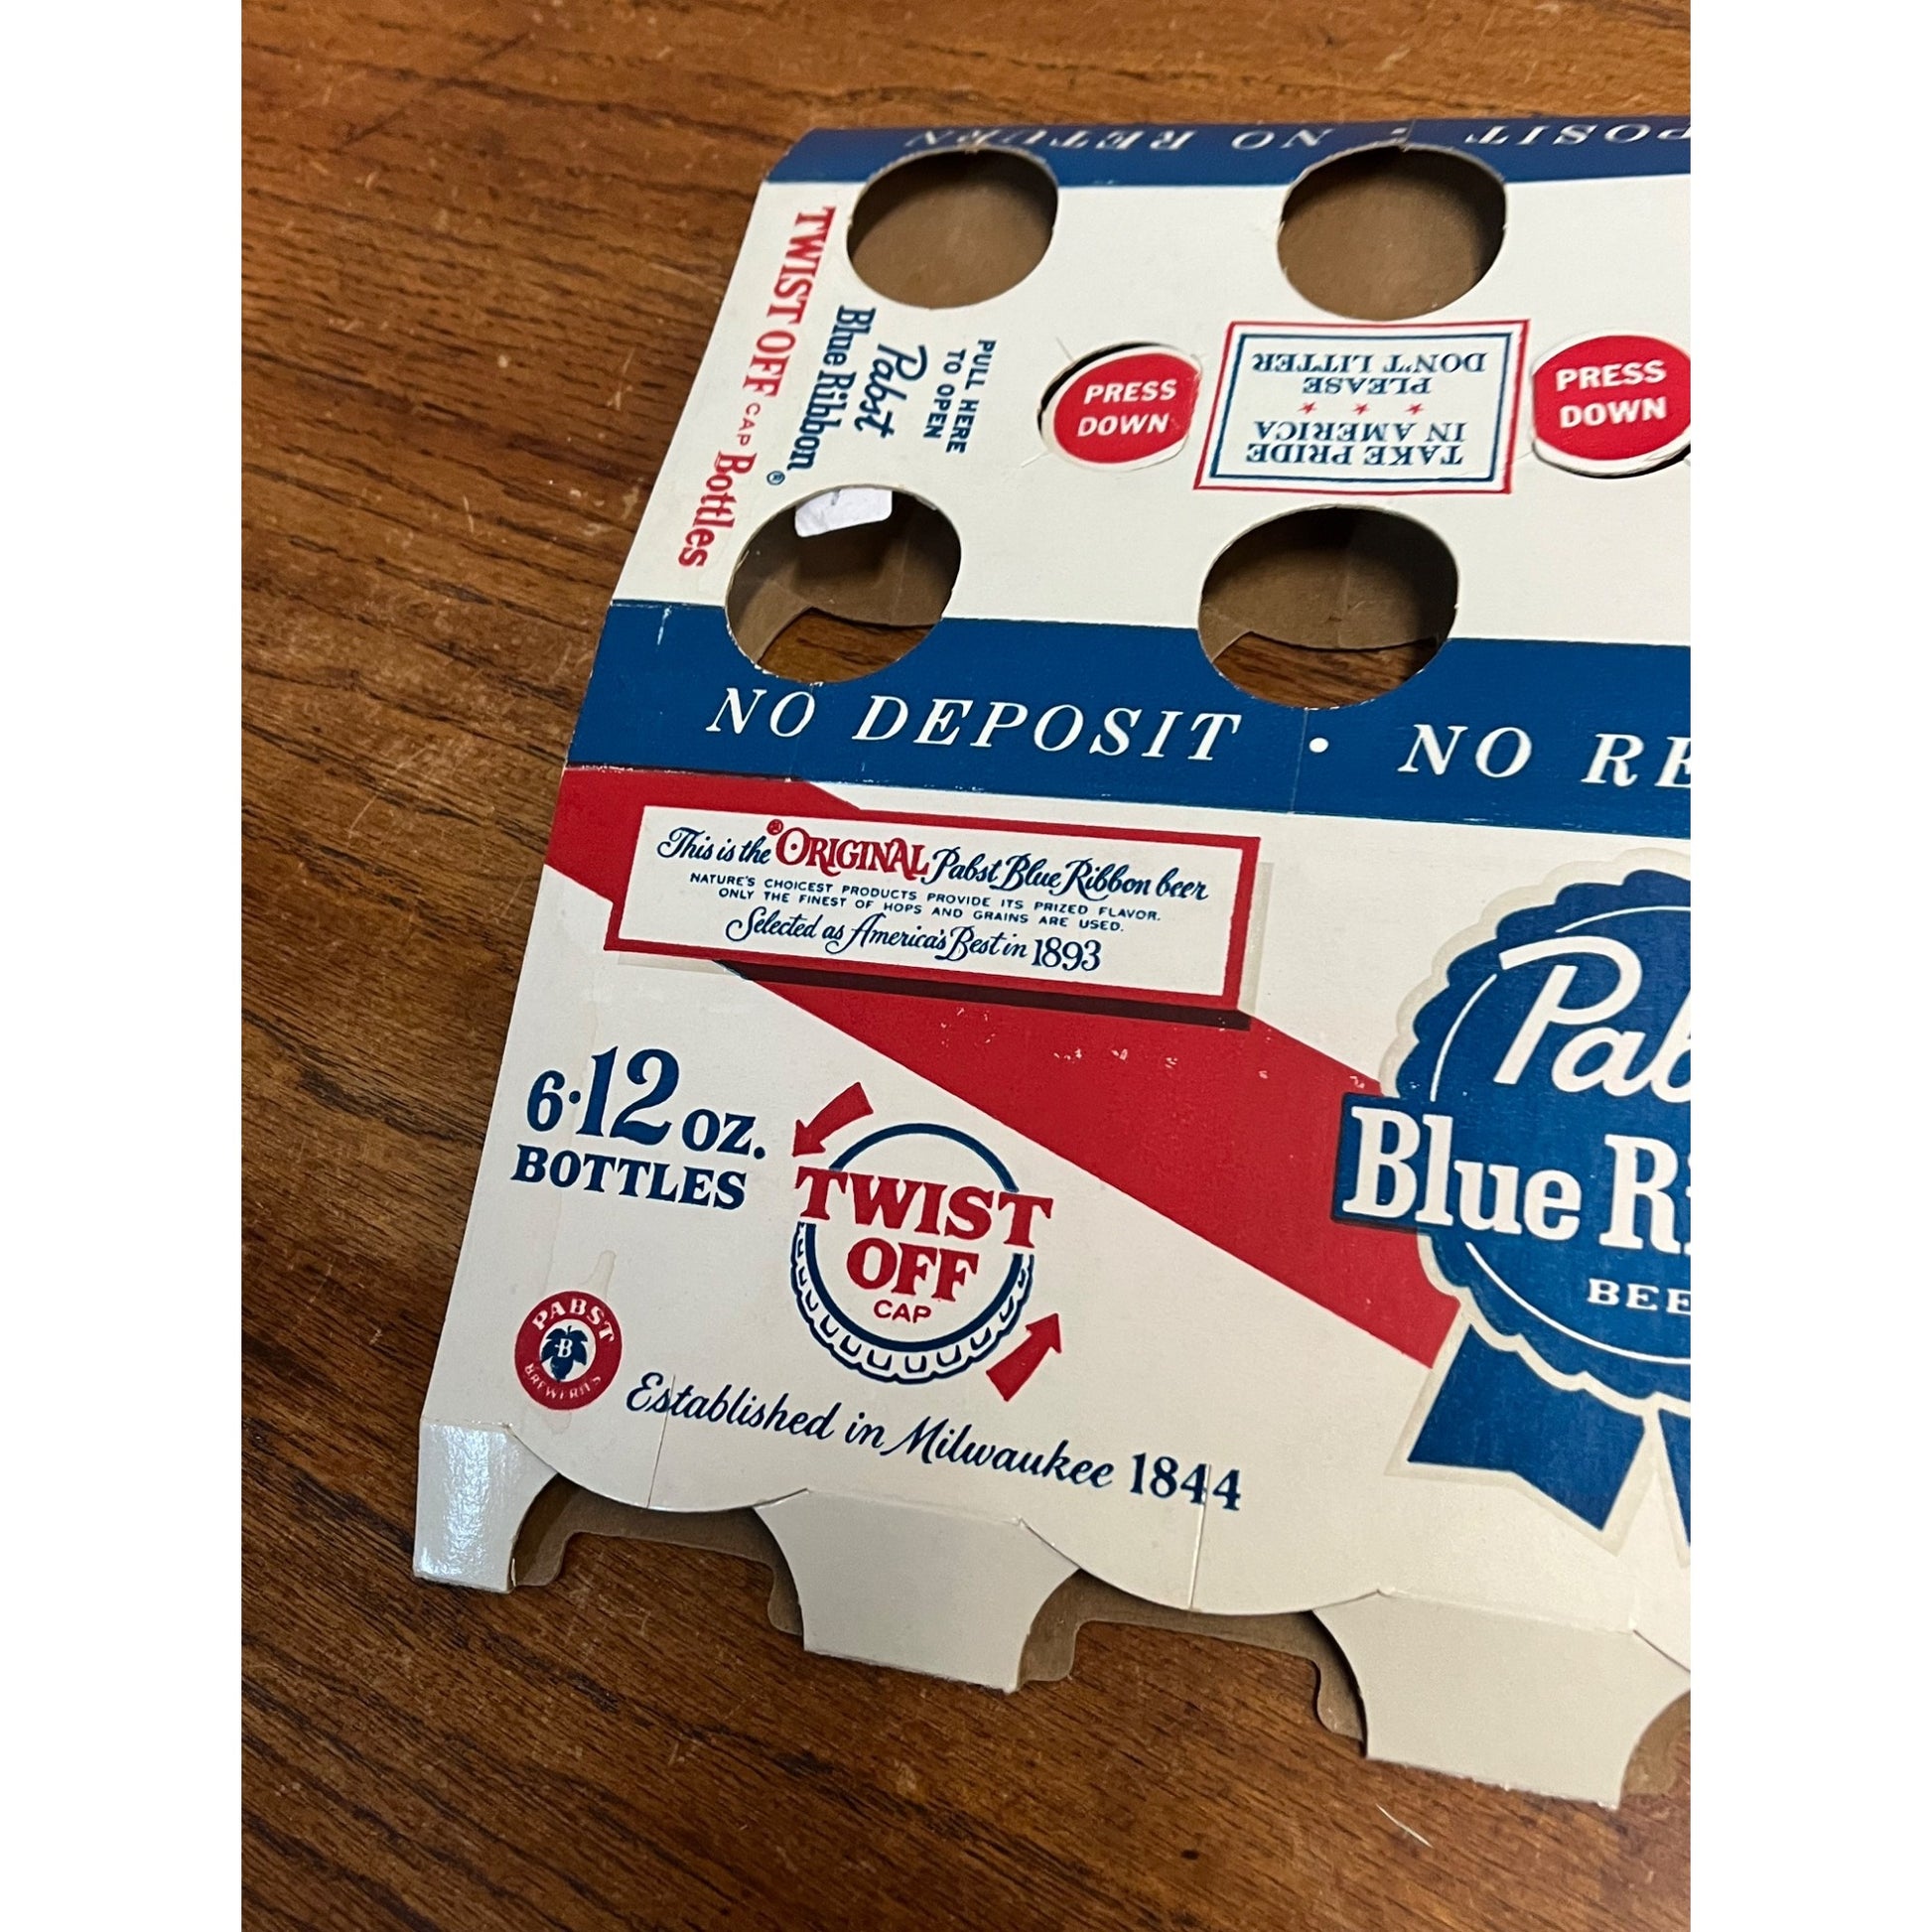 NO RETURN • POSIT
TWIST OFF CAP Bottles
Pabst
Blue Ribbon®
PULL HERE
TO OPEN
PRESS
DOWN
TAKE PRIDE
IN AMERICA
★ ★ ★
PLEASE
DON'T LITTER
PRESS
DOWN
NO DEPOSIT • NO RE
This is the ORIGINAL® Pabst Blue Ribbon beer
NATURE'S CHOICEST PRODUCTS PROVIDE ITS PRIZED FLAVOR.
ONLY THE FINEST OF HOPS AND GRAINS ARE USED.
Selected as America's Best in 1893
Pab
Blue Ri
BEE
6·12 oz.
BOTTLES
TWIST
OFF
CAP
PABST
B
BREWERIES
Established in Milwaukee 1844